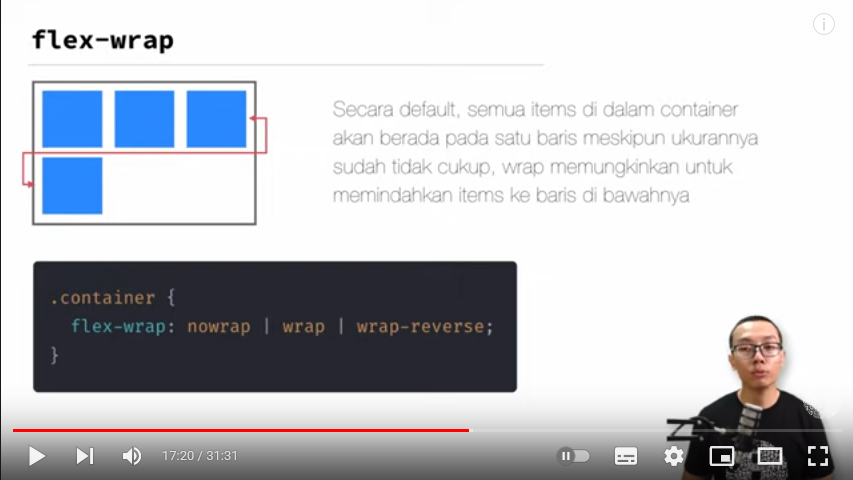 flex-wrap
Secara default, semua items di dalam container
akan berada pada satu baris meskipun ukurannya
sudah tidak cukup, wrap memungkinkan untuk
memindahkan items ke baris di bawahnya
.container {
flex-wrap: nowrap | wrap | wrap-reverse;
}
17:20 / 31:31